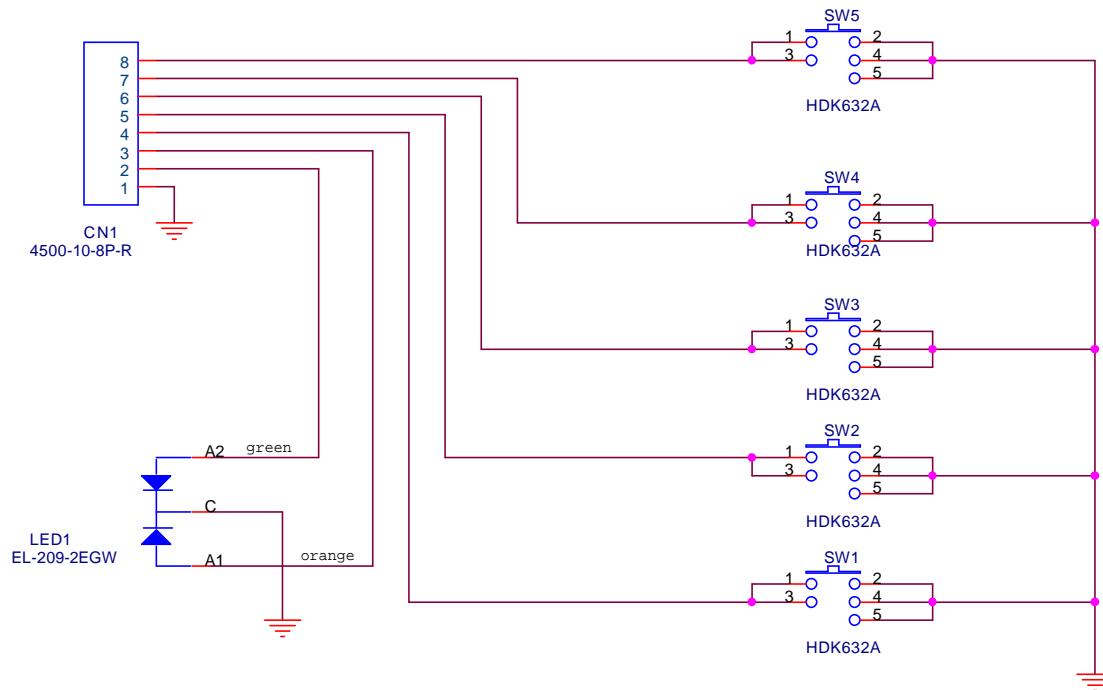 8
7
6
5
4
3
2
1
CN1
4500-10-8P-R
SW5
1 2
3 4
5
HDK632A
SW4
1 2
3 4
5
HDK632A
SW3
1 2
3 4
5
HDK632A
SW2
1 2
3 4
5
HDK632A
SW1
1 2
3 4
5
HDK632A
A2 green
C
LED1
EL-209-2EGW
A1 orange